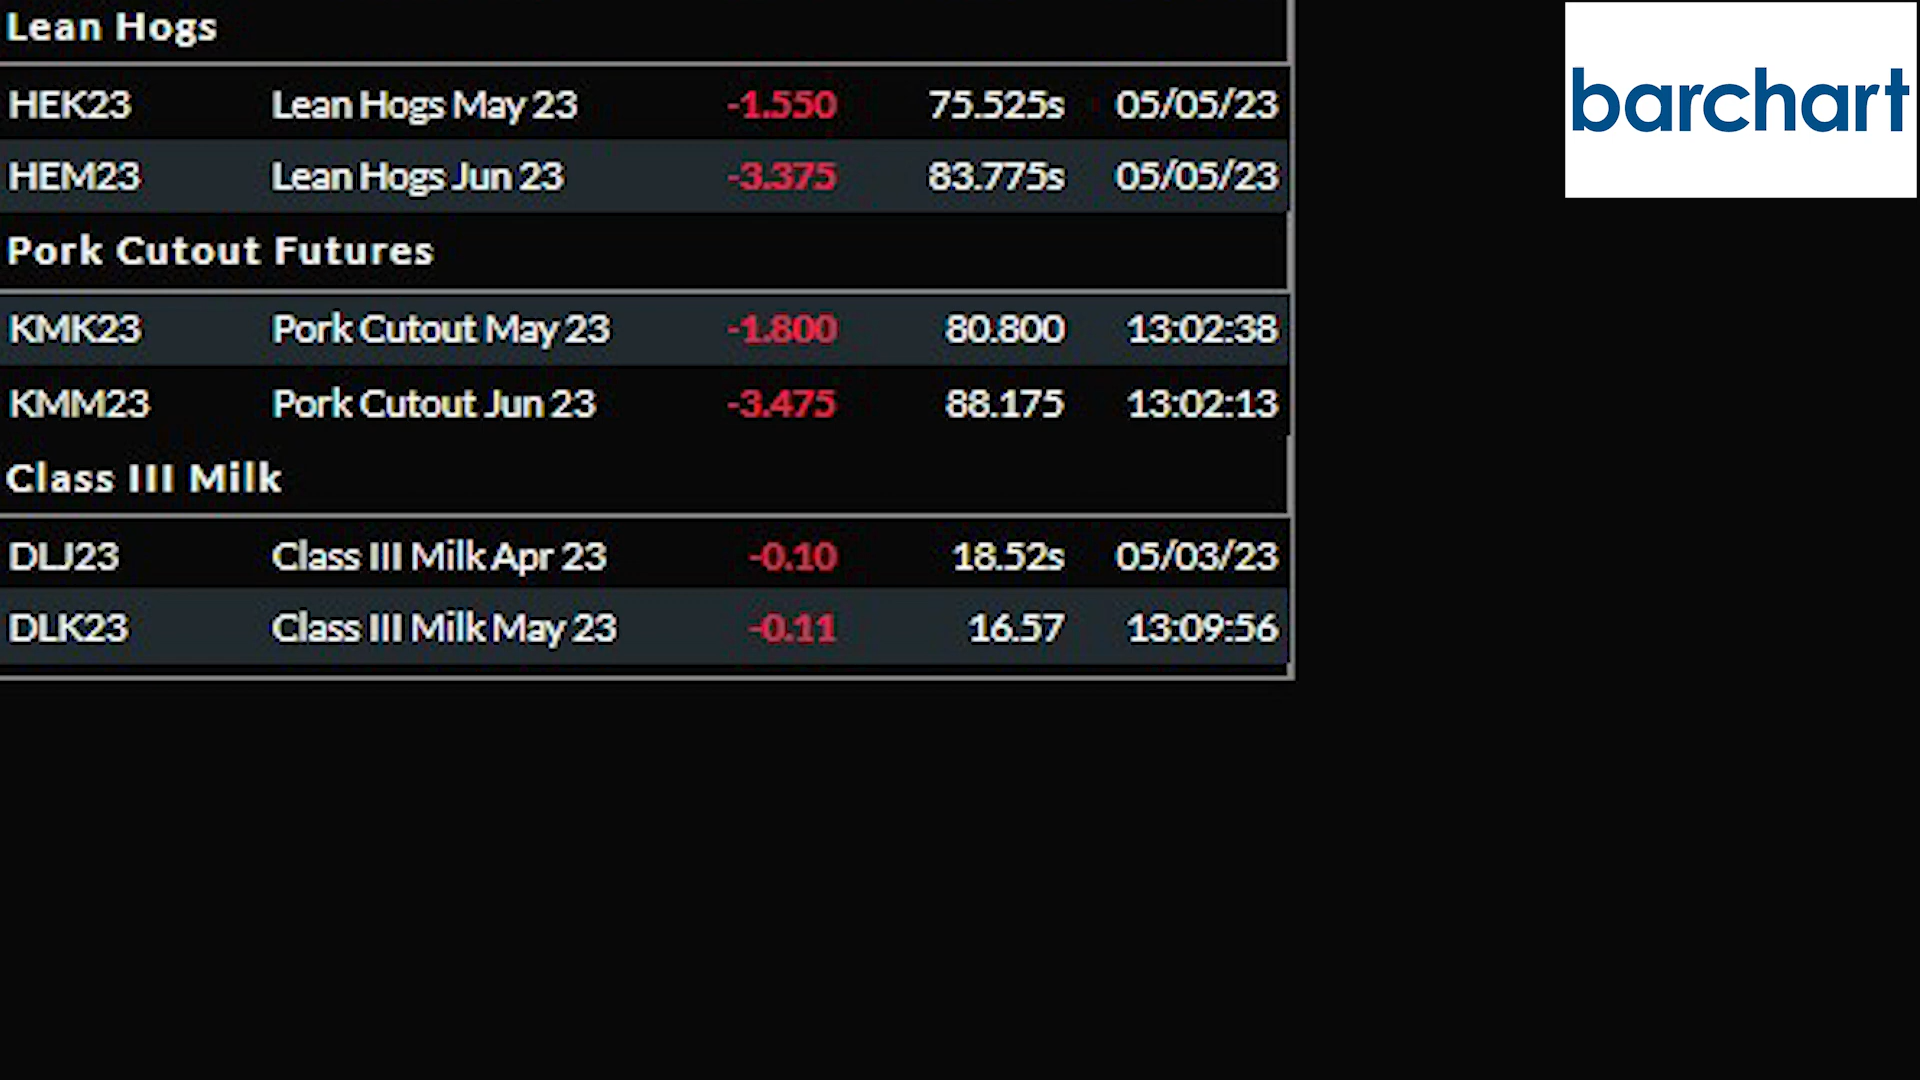 Lean Hogs
HEK23 Lean Hogs May 23 -1.550 75.525s 05/05/23
HEM23 Lean Hogs Jun 23 -3.375 83.775s 05/05/23
Pork Cutout Futures
KMK23 Pork Cutout May 23 -1.800 80.800 13:02:38
KMM23 Pork Cutout Jun 23 -3.475 88.175 13:02:13
Class III Milk
DLJ23 Class III Milk Apr 23 -0.10 18.52s 05/03/23
DLK23 Class III Milk May 23 -0.11 16.57 13:09:56
barchart